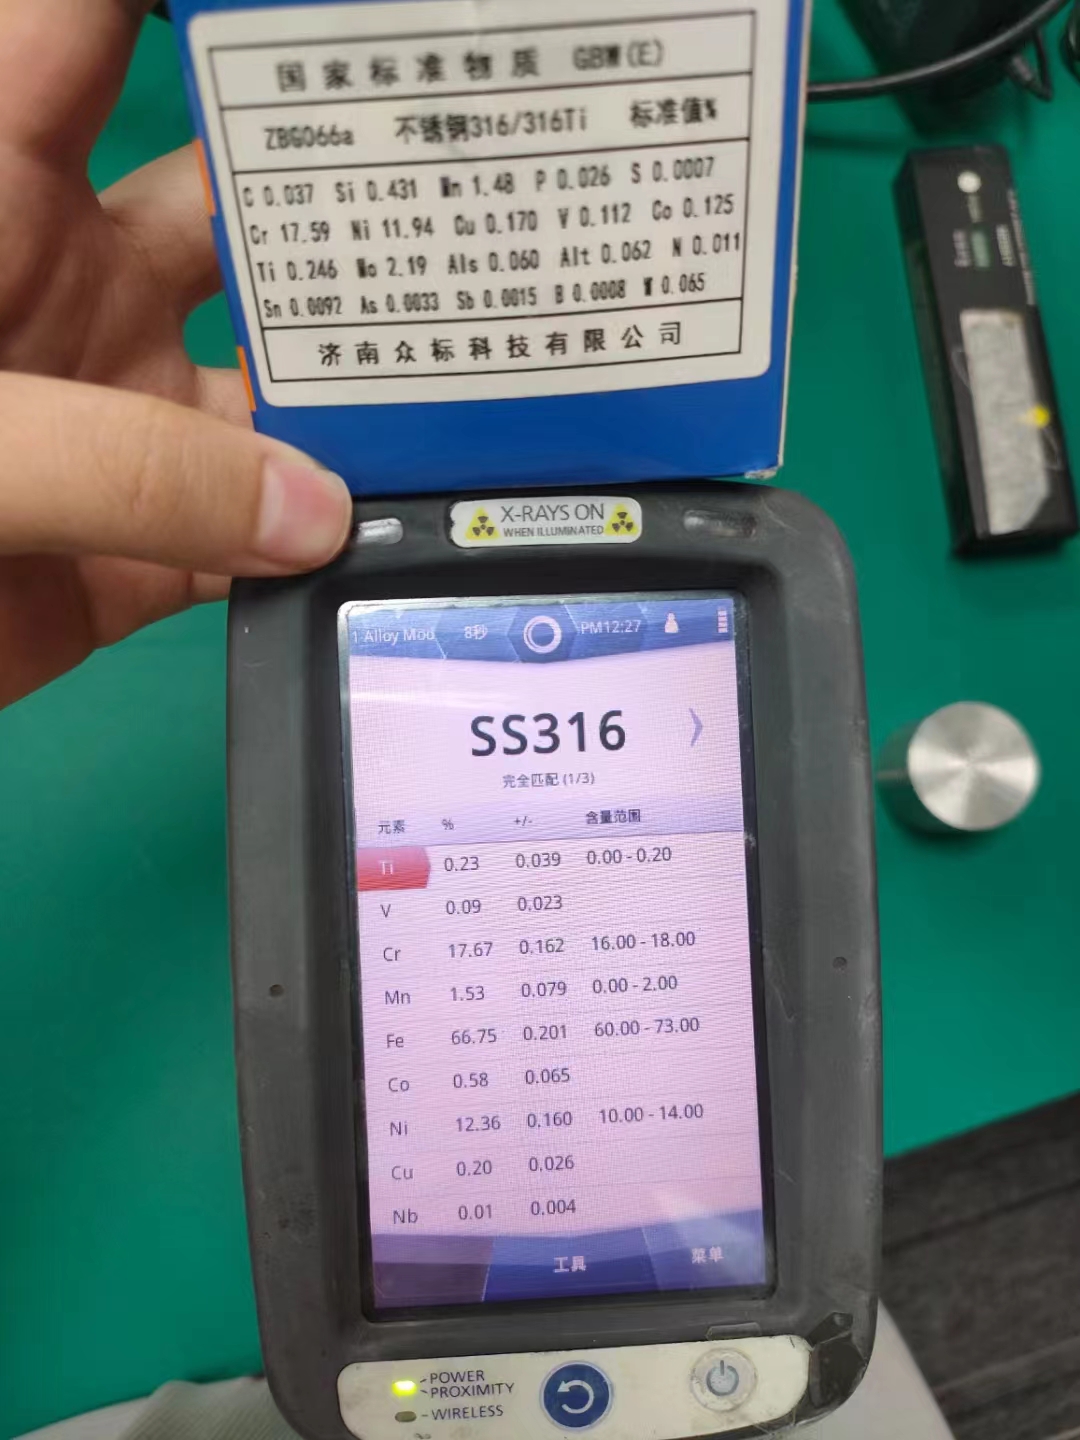 国家标准物质 GBW(E)
ZBG066a 不锈钢316/316Ti 标准值%
C 0.037 Si 0.431 Mn 1.48 P 0.026 S 0.0007
Cr 17.59 Ni 11.94 Cu 0.170 V 0.112 Co 0.125
Ti 0.246 Mo 2.19 Als 0.060 Alt 0.062 N 0.011
Sn 0.0092 As 0.0033 Sb 0.0015 B 0.0008 W 0.065
济南众标科技有限公司
X-RAYS ON
WHEN ILLUMINATED
1 Alloy Mod 8秒 PM12:27
SS316
完全匹配 (1/3)
元素 % +/- 含量范围
Ti 0.23 0.039 0.00 - 0.20
V 0.09 0.023
Cr 17.67 0.162 16.00 - 18.00
Mn 1.53 0.079 0.00 - 2.00
Fe 66.75 0.201 60.00 - 73.00
Co 0.58 0.065
Ni 12.36 0.160 10.00 - 14.00
Cu 0.20 0.026
Nb 0.01 0.004
工具 菜单
POWER
PROXIMITY
WIRELESS